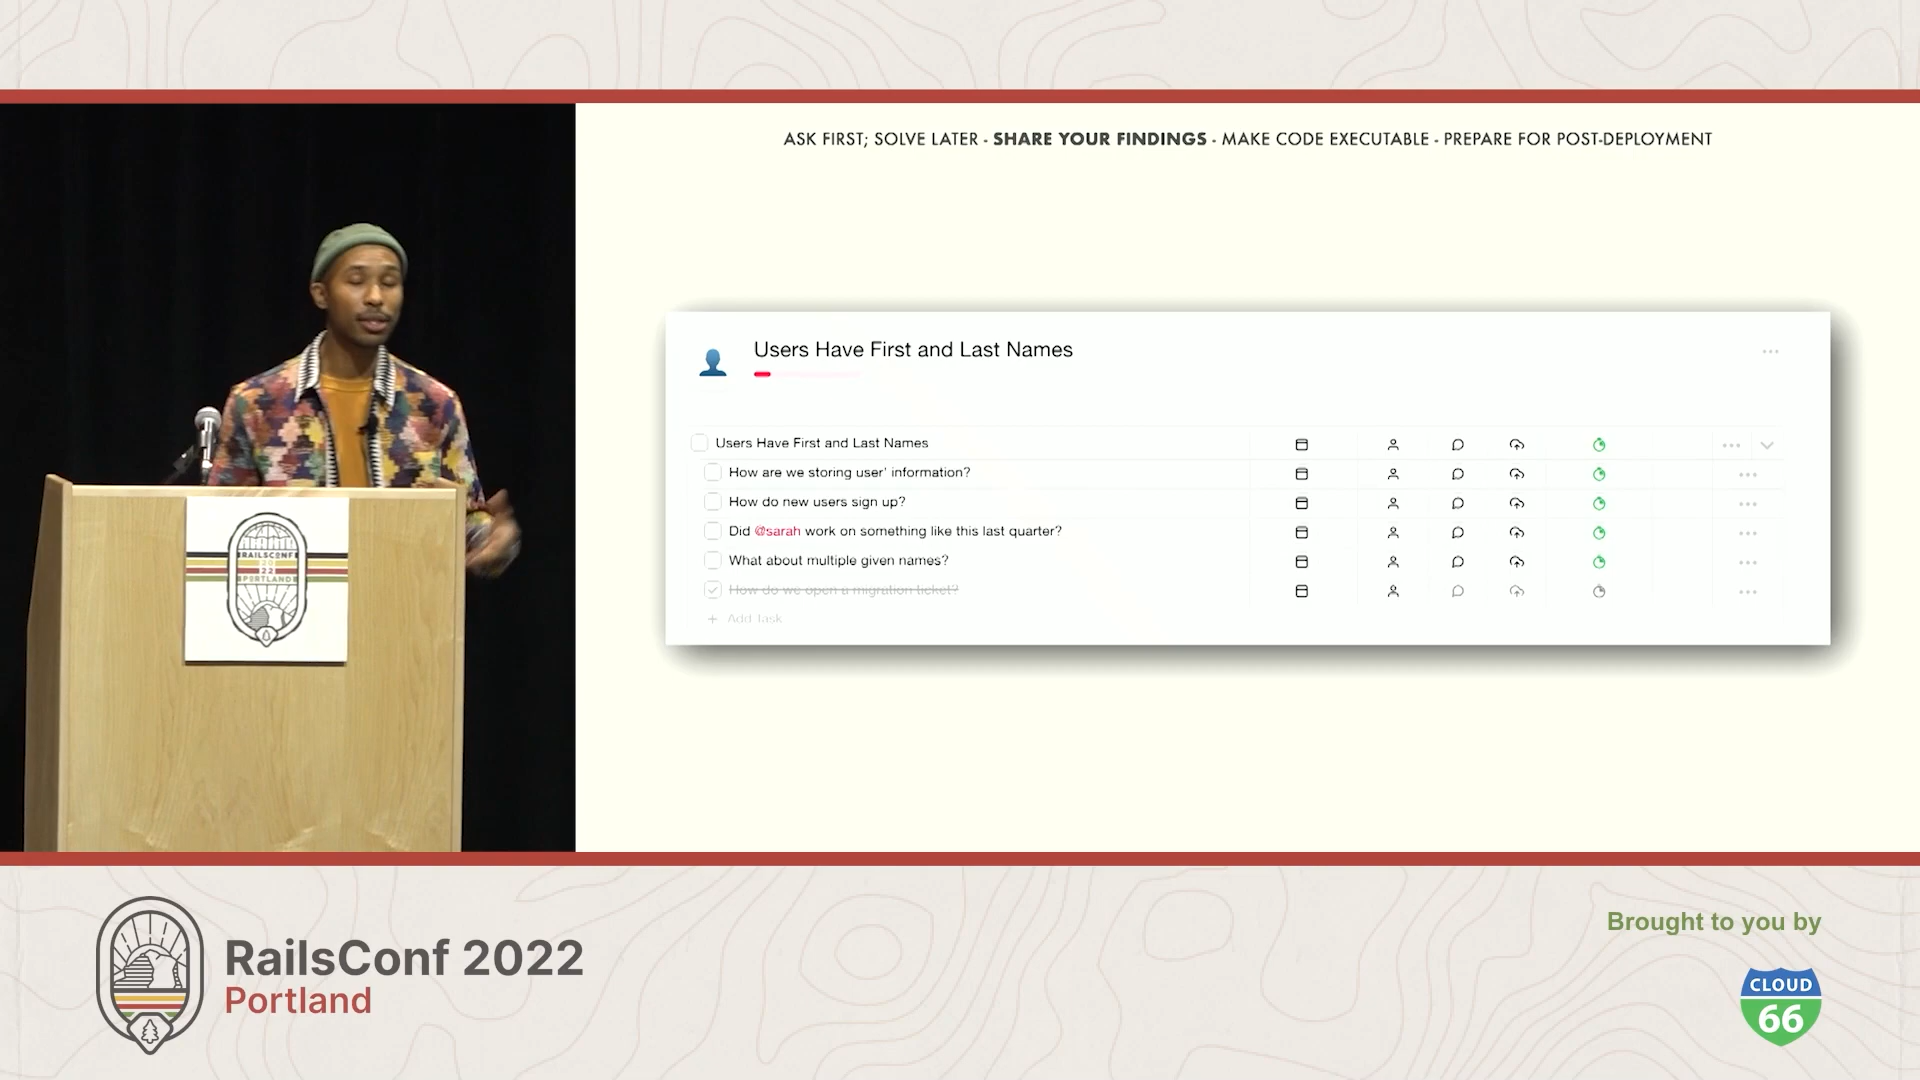 ASK FIRST; SOLVE LATER - SHARE YOUR FINDINGS - MAKE CODE EXECUTABLE - PREPARE FOR POST-DEPLOYMENT
Users Have First and Last Names
Users Have First and Last Names
How are we storing user' information?
How do new users sign up?
Did @sarah work on something like this last quarter?
What about multiple given names?
How do we open a migration ticket?
+ Add Task
RAILSCONF
20
22
PORTLAND
RailsConf 2022
Portland
Brought to you by
CLOUD
66